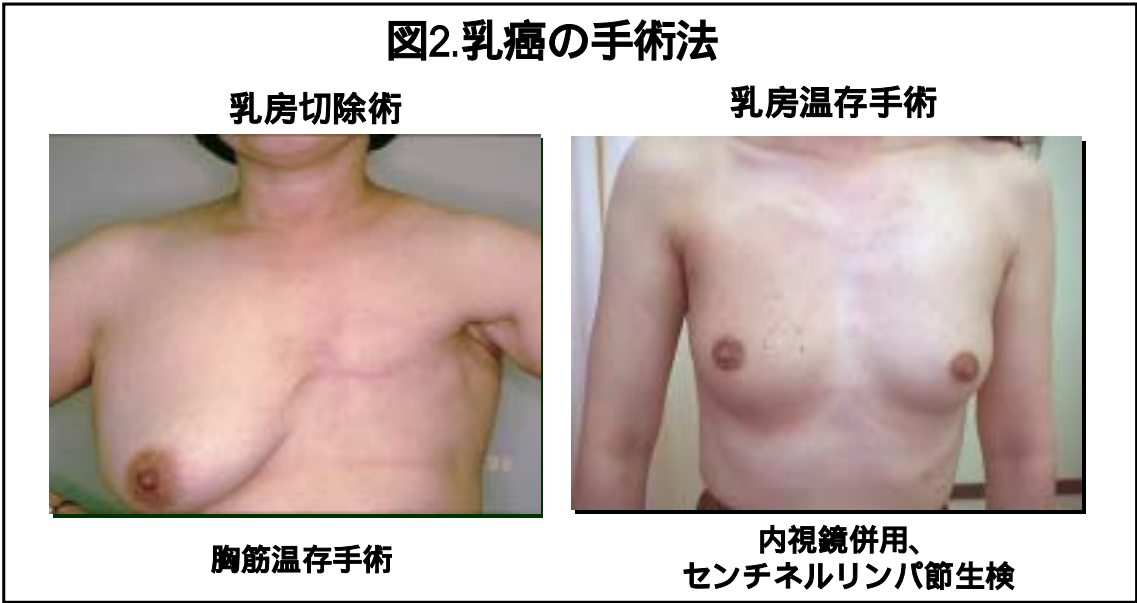 図2.乳癌の手術法
乳房切除術
乳房温存手術
胸筋温存手術
内視鏡併用、
センチネルリンパ節生検